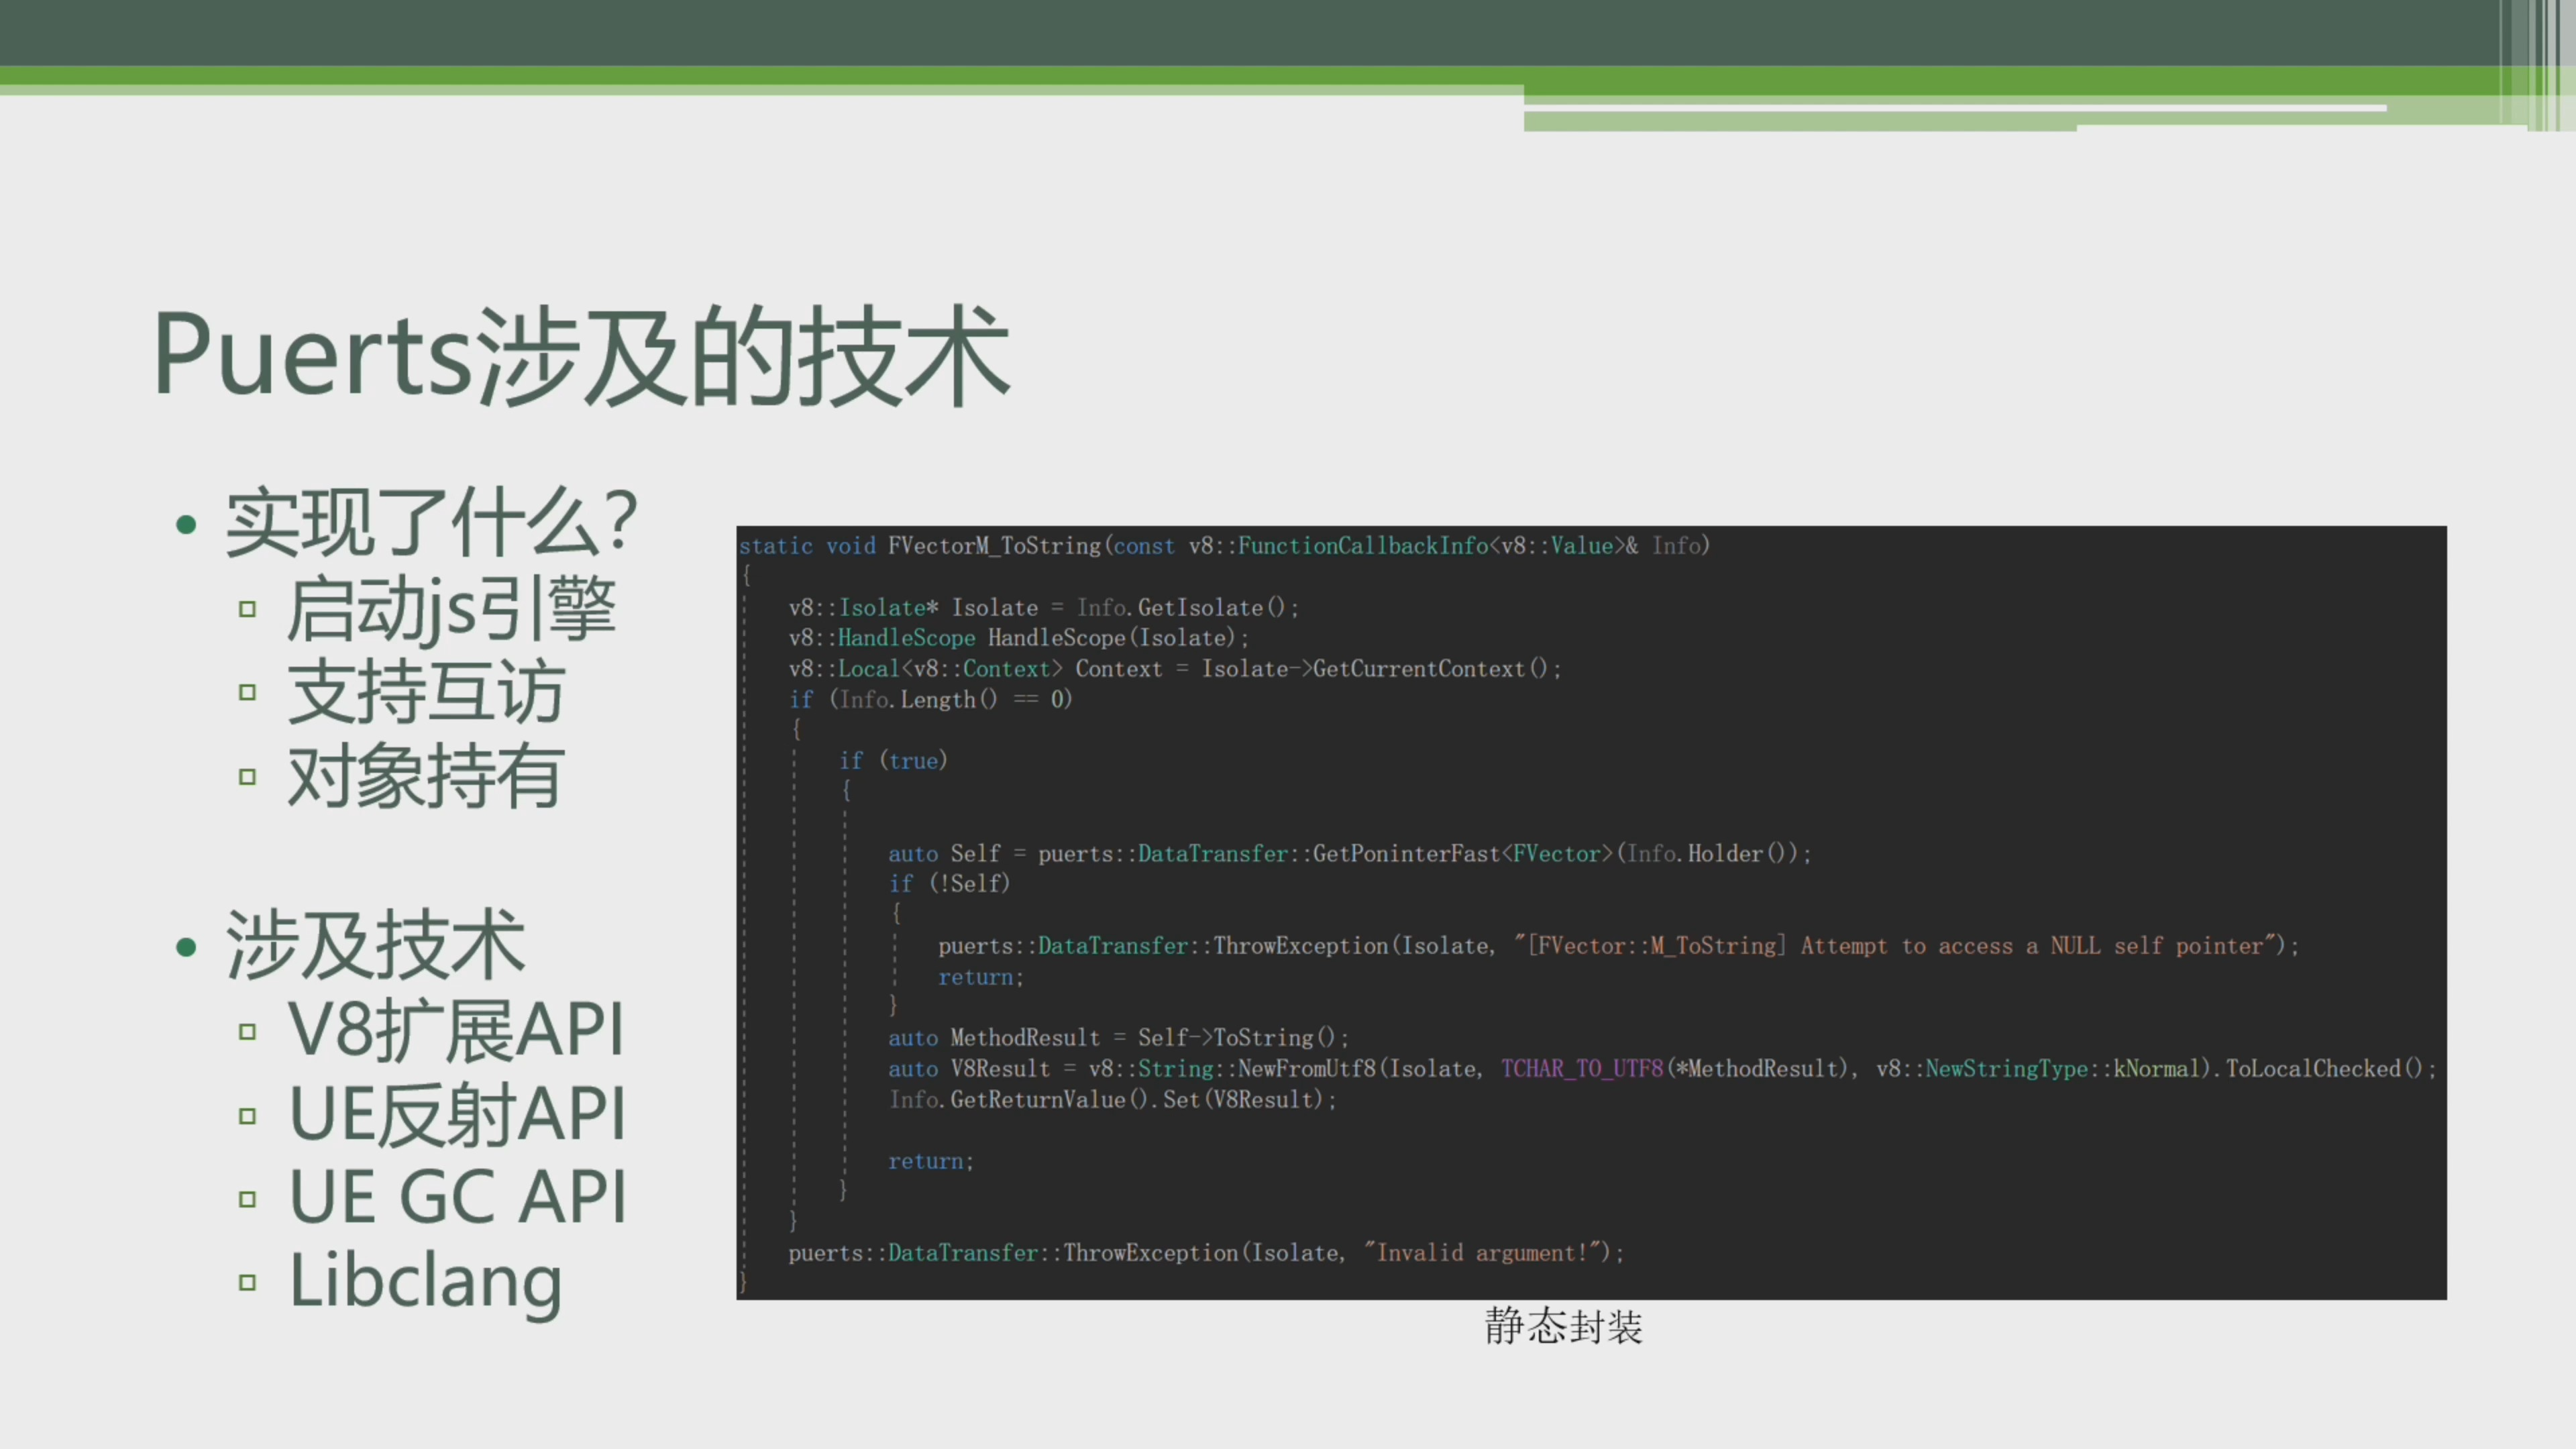 Puerts涉及的技术
• 实现了什么?
▫ 启动js引擎
▫ 支持互访
▫ 对象持有
• 涉及技术
▫ V8扩展API
▫ UE反射API
▫ UE GC API
▫ Libclang
static void FVectorM_ToString(const v8::FunctionCallbackInfo<v8::Value>& Info)
{
v8::Isolate* Isolate = Info.GetIsolate();
v8::HandleScope HandleScope(Isolate);
v8::Local<v8::Context> Context = Isolate->GetCurrentContext();
if (Info.Length() == 0)
{
if (true)
{
auto Self = puerts::DataTransfer::GetPoninterFast<FVector>(Info.Holder());
if (!Self)
{
puerts::DataTransfer::ThrowException(Isolate, "[FVector::M_ToString] Attempt to access a NULL self pointer");
return;
}
auto MethodResult = Self->ToString();
auto V8Result = v8::String::NewFromUtf8(Isolate, TCHAR_TO_UTF8(*MethodResult), v8::NewStringType::kNormal).ToLocalChecked();
Info.GetReturnValue().Set(V8Result);
return;
}
}
puerts::DataTransfer::ThrowException(Isolate, "Invalid argument!");
}
静态封装